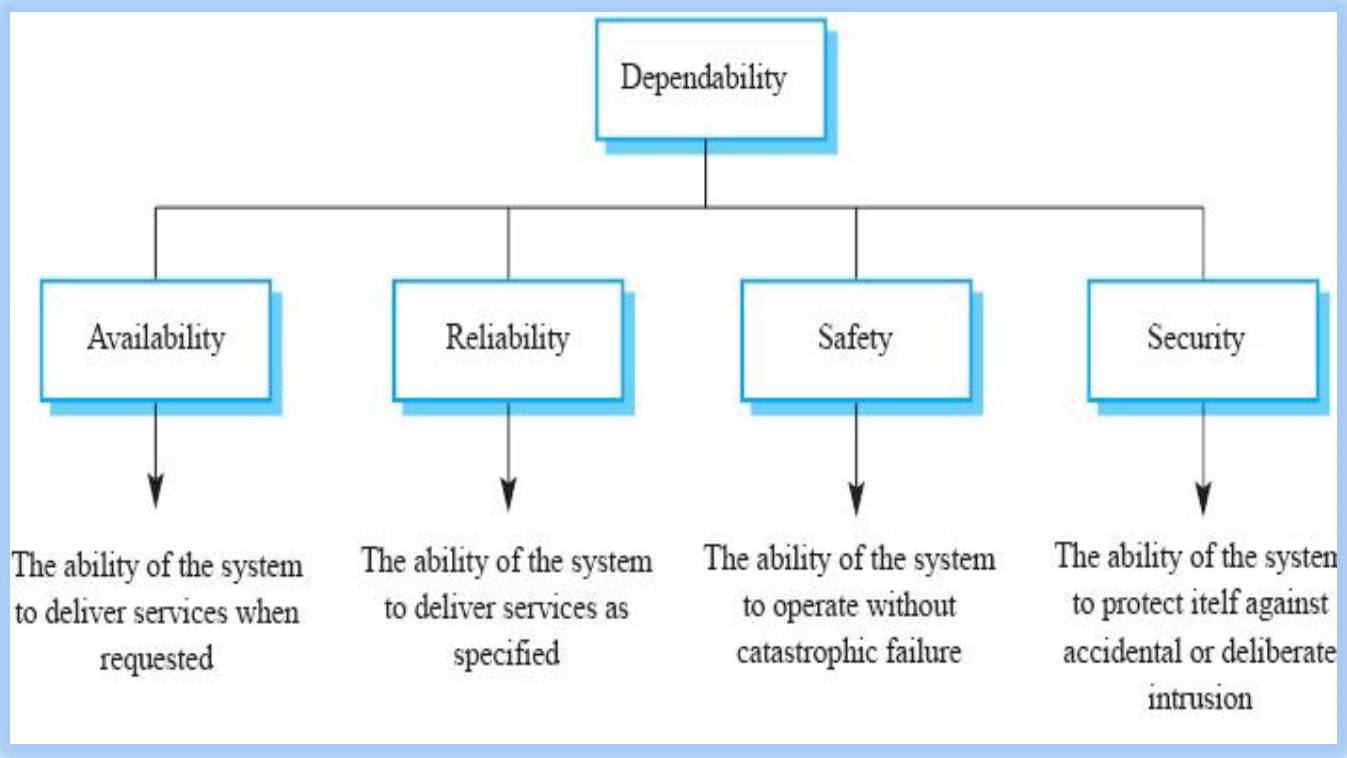 Dependability
Availability
Reliability
Safety
Security
The ability of the system
to deliver services when
requested
The ability of the system
to deliver services as
specified
The ability of the system
to operate without
catastrophic failure
The ability of the system
to protect itelf against
accidental or deliberate
intrusion